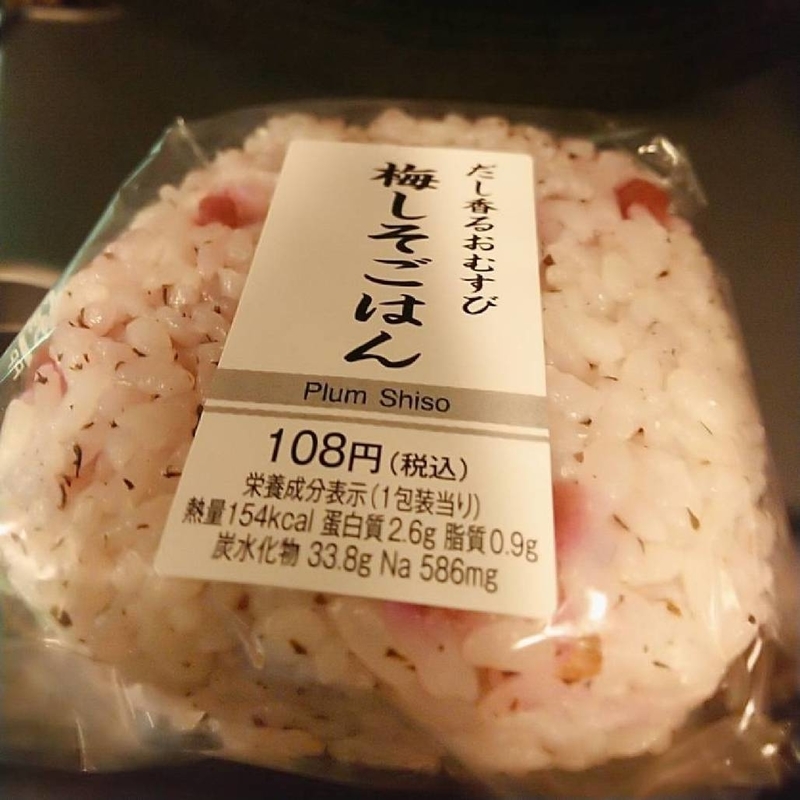 だし香るおむすび
梅しそごはん
Plum Shiso
108円(税込)
栄養成分表示(1包装当り)
熱量154kcal 蛋白質2.6g 脂質0.9g
炭水化物 33.8g Na 586mg